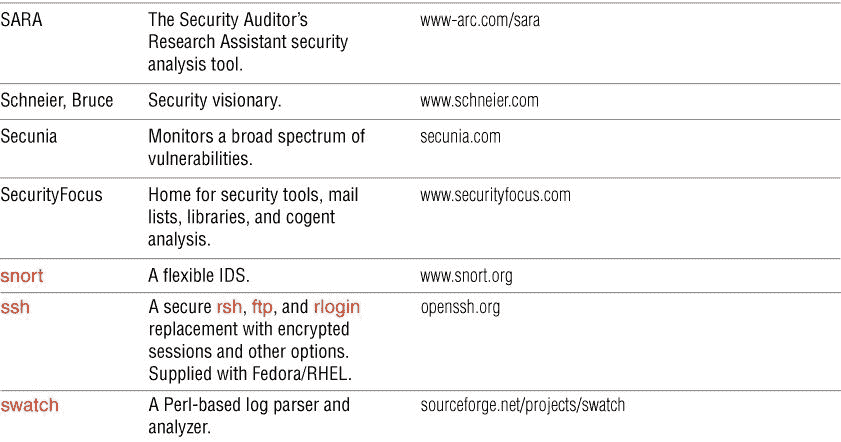 SARA The Security Auditor's www-arc.com/sara
Research Assistant security
analysis tool.
Schneier, Bruce Security visionary. www.schneier.com
Secunia Monitors a broad spectrum of secunia.com
vulnerabilities.
SecurityFocus Home for security tools, mail www.securityfocus.com
lists, libraries, and cogent
analysis.
snort A flexible IDS. www.snort.org
ssh A secure rsh, ftp, and rlogin openssh.org
replacement with encrypted
sessions and other options.
Supplied with Fedora/RHEL.
swatch A Perl-based log parser and sourceforge.net/projects/swatch
analyzer.